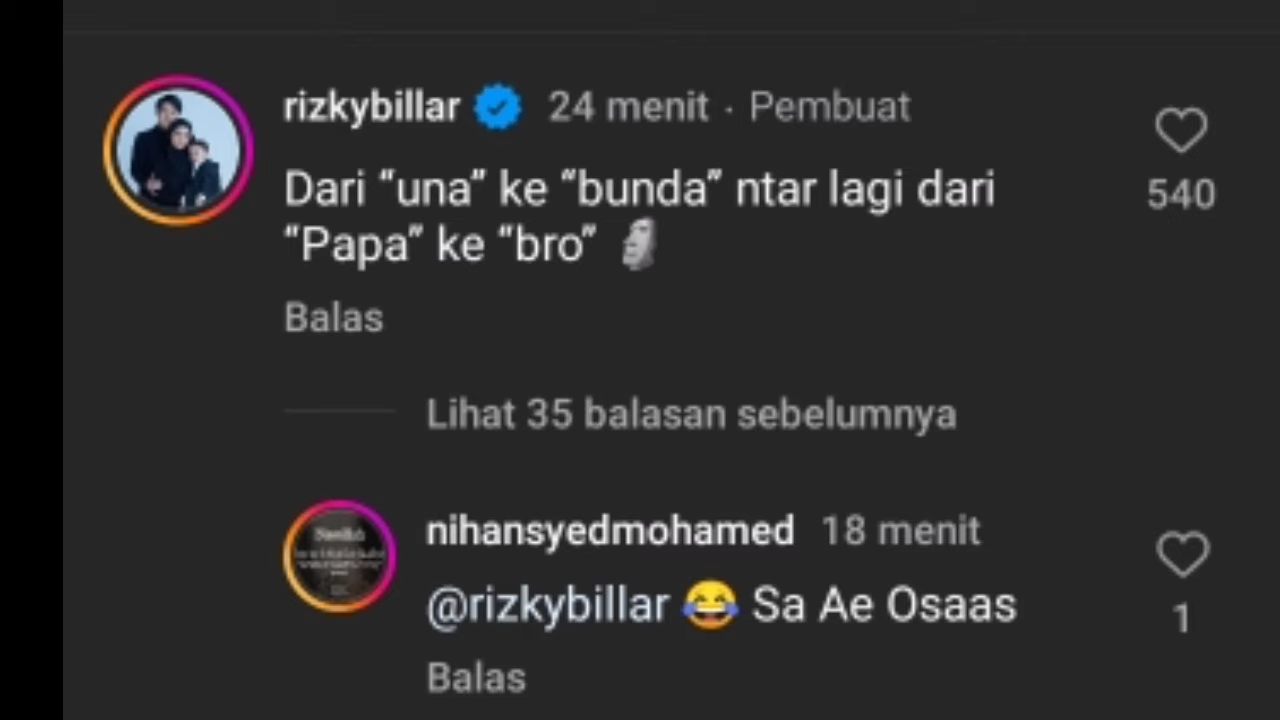 rizkybillar 24 menit · Pembuat
Dari “una” ke “bunda” ntar lagi dari
“Papa” ke “bro” 🗿
540
Balas
Lihat 35 balasan sebelumnya
nihansyedmohamed 18 menit
@rizkybillar 😂 Sa Ae Osaas
1
Balas